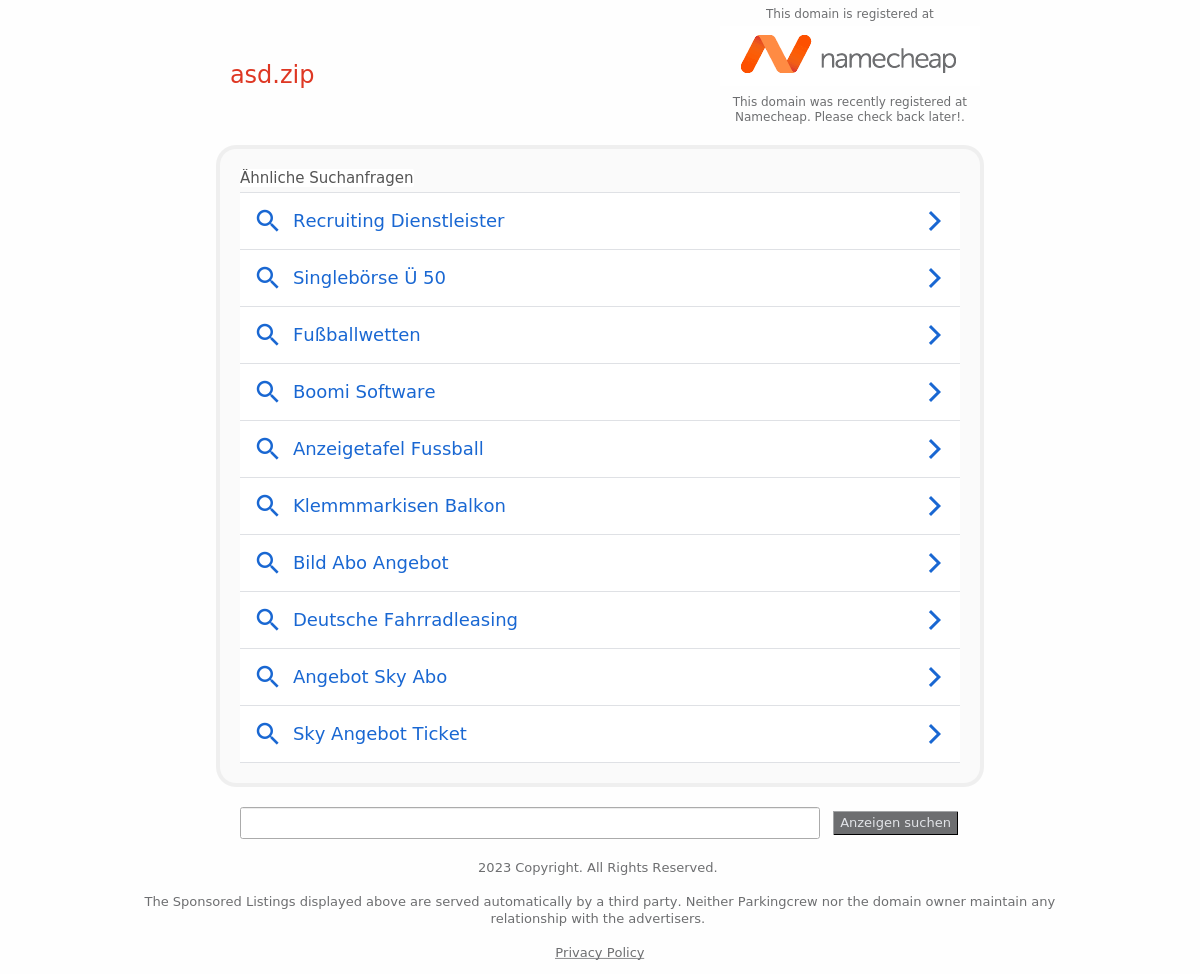 This domain is registered at
namecheap
asd.zip
This domain was recently registered at
Namecheap. Please check back later!.
Ähnliche Suchanfragen
Recruiting Dienstleister
Singlebörse Ü 50
Fußballwetten
Boomi Software
Anzeigetafel Fussball
Klemmmarkisen Balkon
Bild Abo Angebot
Deutsche Fahrradleasing
Angebot Sky Abo
Sky Angebot Ticket
Anzeigen suchen
2023 Copyright. All Rights Reserved.
The Sponsored Listings displayed above are served automatically by a third party. Neither Parkingcrew nor the domain owner maintain any
relationship with the advertisers.
Privacy Policy